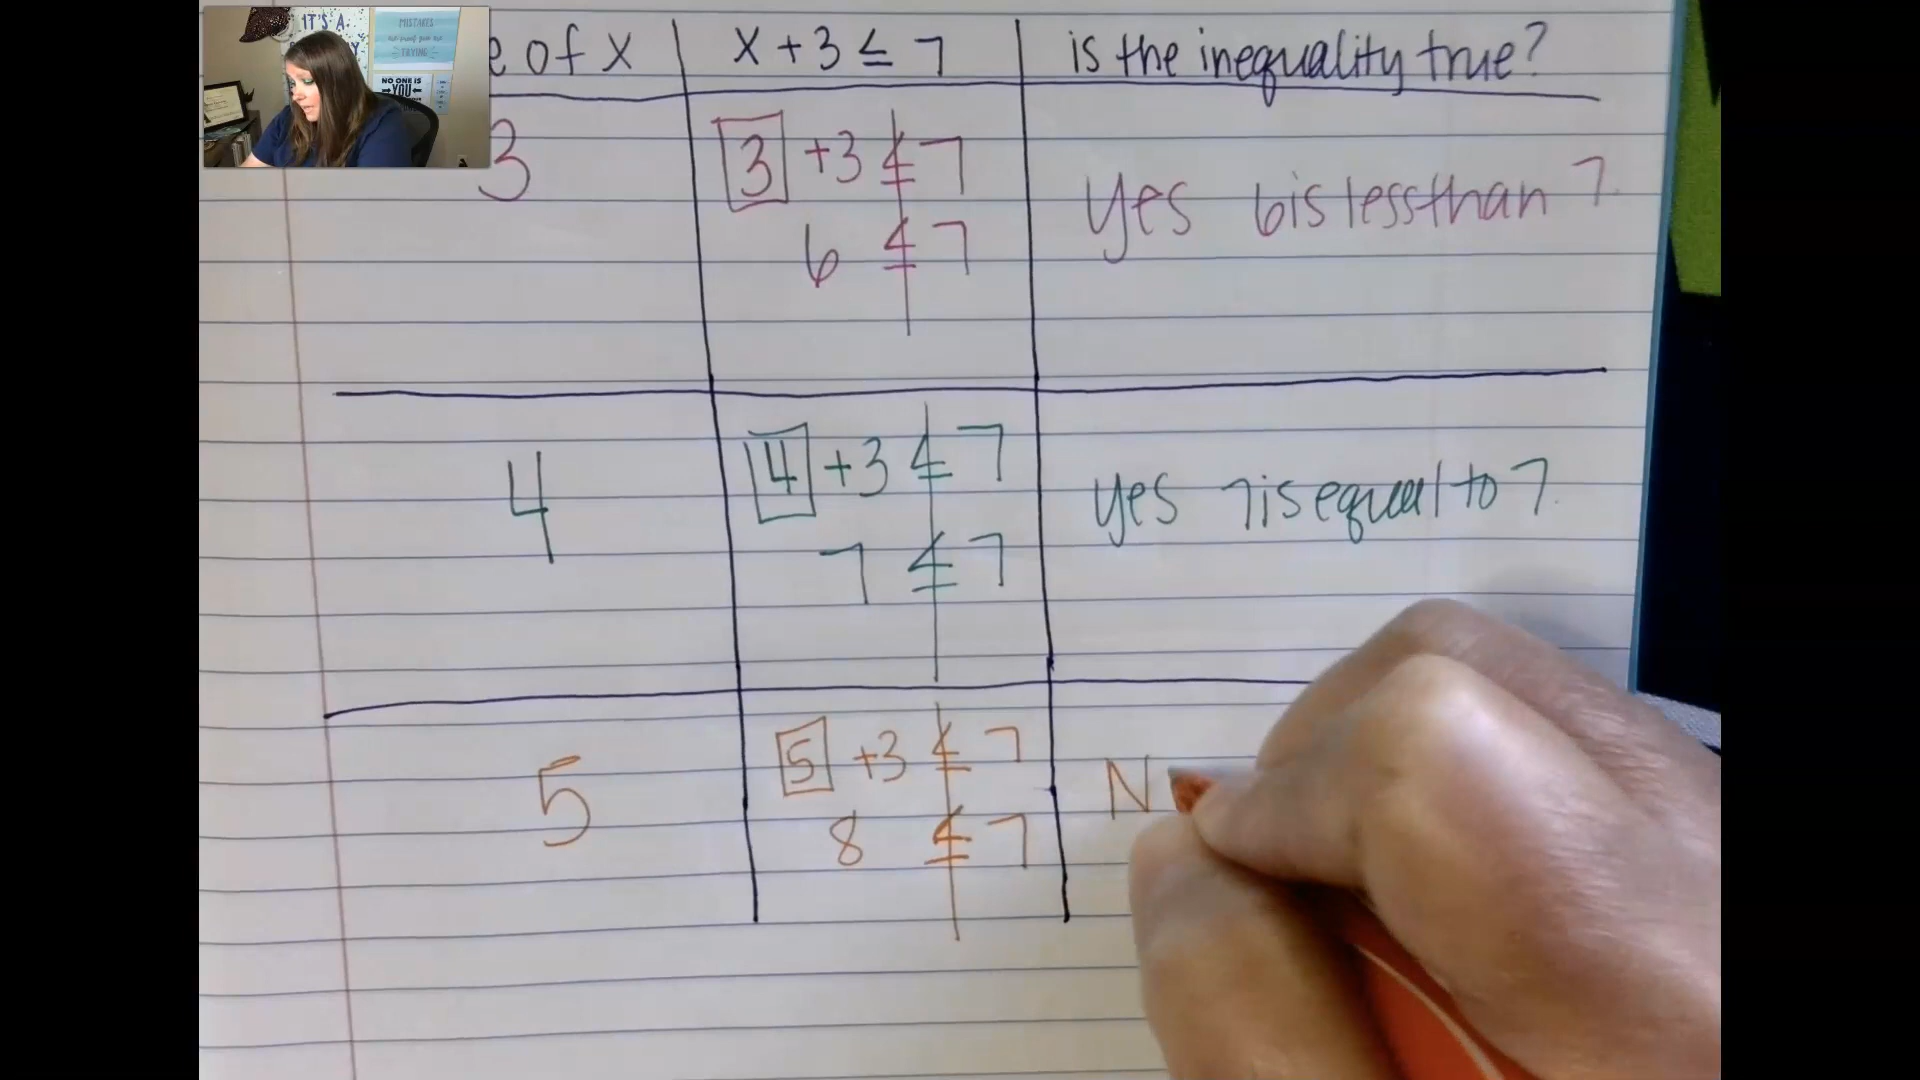 IT'S A
MISTAKES
TRYING
NO ONE IS
YOU
e of x
x + 3 ≤ 7
is the inequality true?
3
3 + 3 ≤ 7
6 ≤ 7
yes 6 is less than 7.
4
4 + 3 ≤ 7
7 ≤ 7
yes 7 is equal to 7.
5
5 + 3 ≤ 7
8 ≤ 7
N